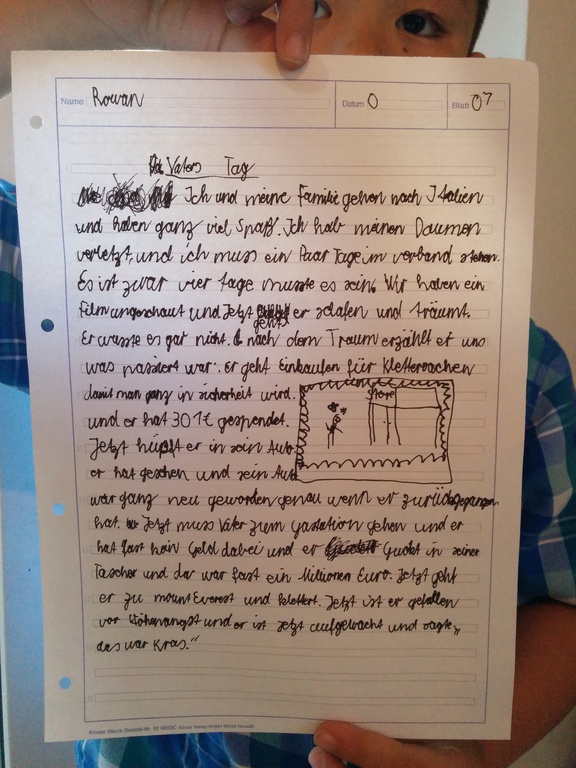 Name Rowan Datum 0 Blatt 07
Vaters Tag
Ich und meine Familie gehen nach Italien
und haben ganz viel Spaß. Ich hab meinen Daumen
verletzt, und ich muss ein Paar Tage im verband stehen.
Es ist zwar vier tage musste es sein. Wir haben ein
Film angeschaut und Jetzt geht er schlafen und träumt.
Er wusste es gar nicht. nach dem Traum erzählt er uns
was passiert war. er geht Einkaufen für Klettersachen
damit man ganz in sicherheit wird.
Store
und er hat 301€ gespendet.
Jetzt hüpft er in sein Auto
er hat gesehen und sein Auto
war ganz neu geworden genau wenn er zurückgegangen
hat. Jetzt muss Vater zum Gastation gehen und er
hat fast kein Geld dabei und er Guckt in seiner
Tascher und da war fast ein Millionen Euro. Jetzt geht
er zu mount Everest und klettert. Jetzt ist er gefallen
vor Höhenangst und er ist Jetzt aufgewacht und sagte„
das war kras.“